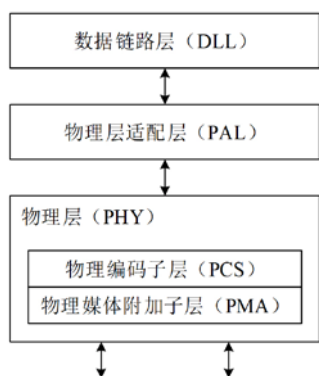 数据链路层（DLL）
物理层适配层（PAL）
物理层（PHY）
物理编码子层（PCS）
物理媒体附加子层（PMA）